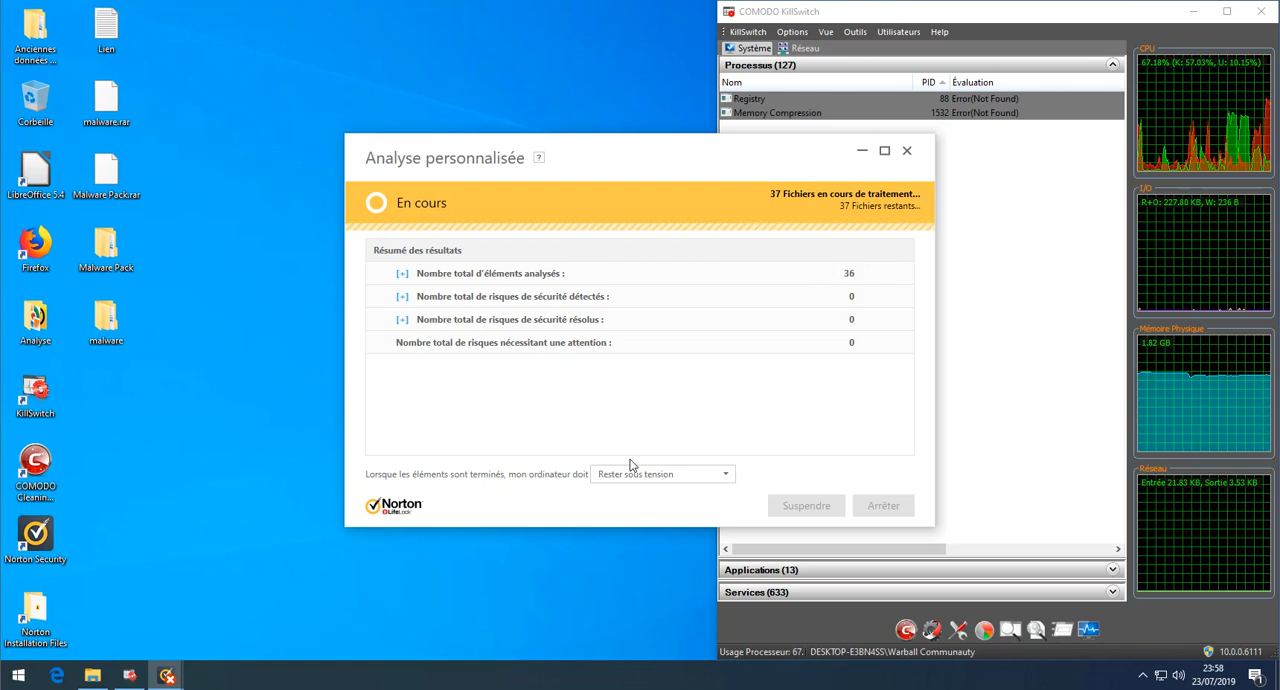 Anciennes
données ...
Lien
Corbeille
malware.rar
LibreOffice 5.4
Malware Pack.rar
Firefox
Malware Pack
Analyse
malware
KillSwitch
COMODO
Cleanin...
Norton Security
Norton
Installation Files
COMODO KillSwitch
KillSwitch Options Vue Outils Utilisateurs Help
Système Réseau
Processus (127)
Nom PID Évaluation
Registry 88 Error(Not Found)
Memory Compression 1532 Error(Not Found)
Analyse personnalisée ?
En cours
37 Fichiers en cours de traitement...
37 Fichiers restants...
Résumé des résultats
[+] Nombre total d'éléments analysés : 36
[+] Nombre total de risques de sécurité détectés : 0
[+] Nombre total de risques de sécurité résolus : 0
Nombre total de risques nécessitant une attention : 0
Lorsque les éléments sont terminés, mon ordinateur doit Rester sous tension
Norton
LifeLock
Suspendre Arrêter
Applications (13)
Services (633)
CPU
67.18% (K: 57.03%, U: 10.15%)
I/O
R+O: 227.80 KB, W: 236 B
Mémoire Physique
1.82 GB
Réseau
Entrée 21.83 KB, Sortie 3.53 KB
Usage Processeur: 67. DESKTOP-E3BN4SS\Warball Communauty 10.0.0.6111
23:58
23/07/2019
1